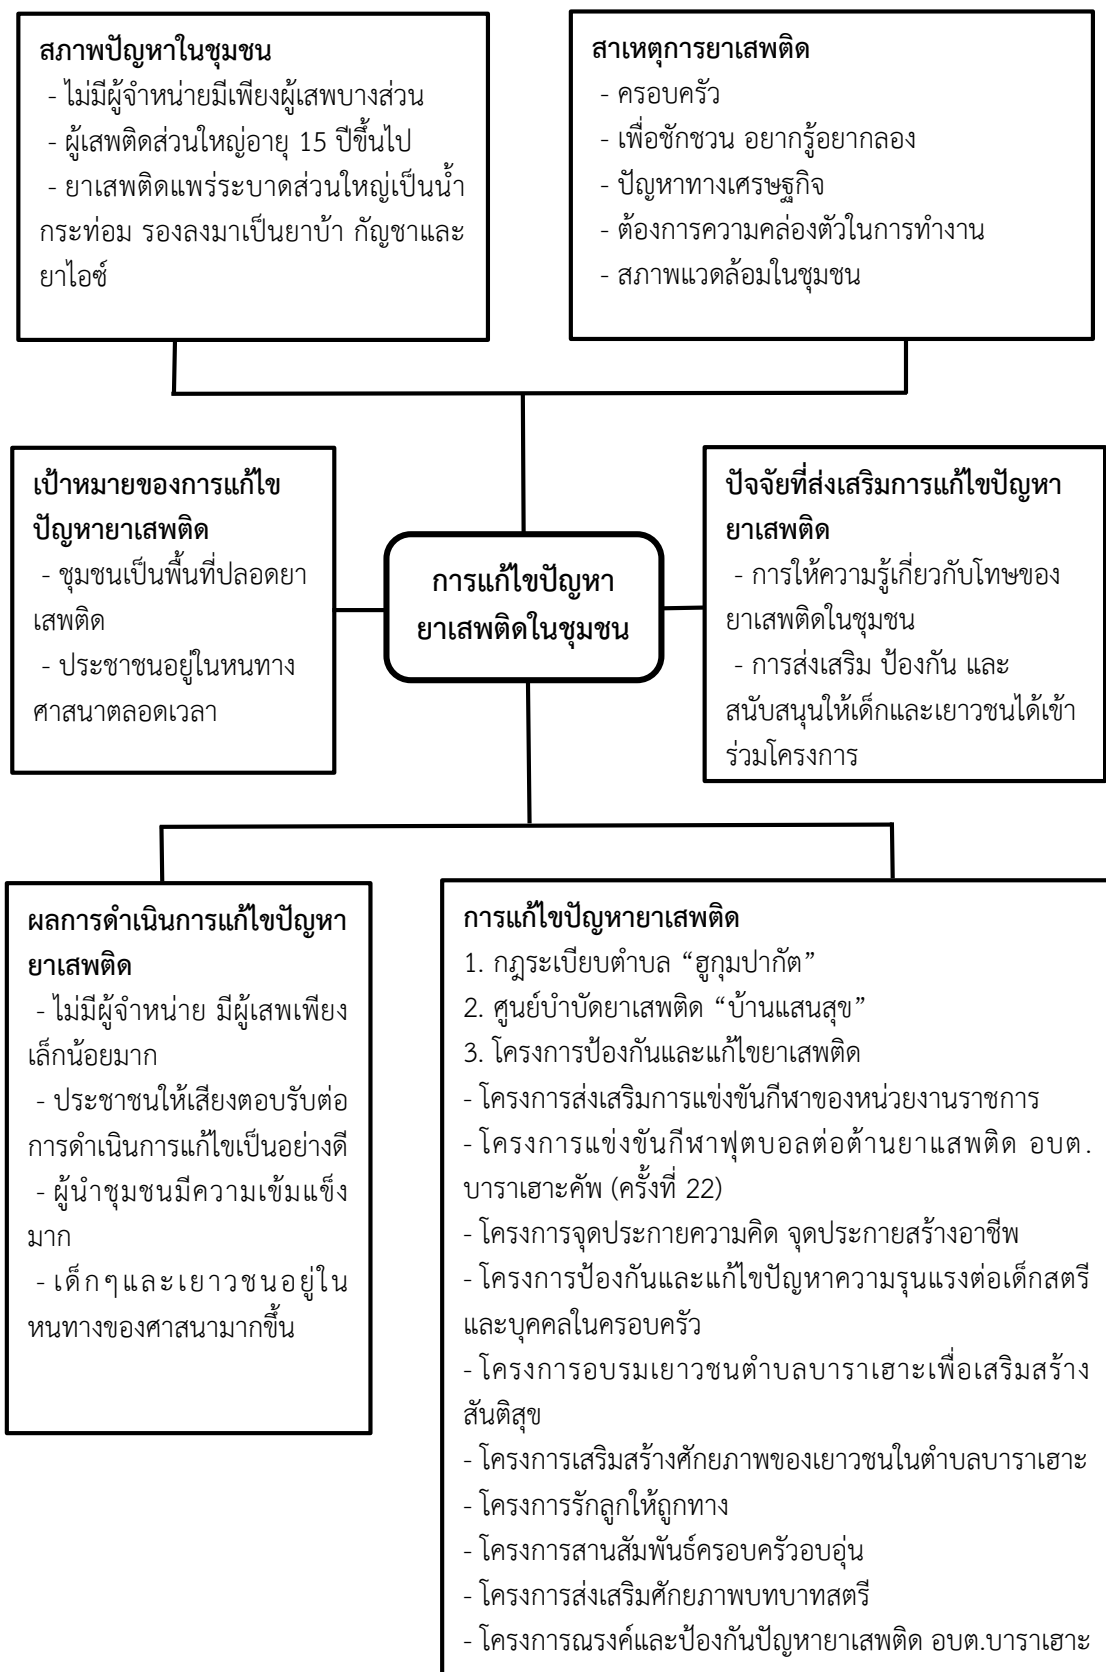 สภาพปัญหาในชุมชน
- ไม่มีผู้จำหน่ายมีเพียงผู้เสพบางส่วน
- ผู้เสพติดส่วนใหญ่อายุ 15 ปีขึ้นไป
- ยาเสพติดแพร่ระบาดส่วนใหญ่เป็นน้ำ
กระท่อม รองลงมาเป็นยาบ้า กัญชาและ
ยาไอซ์
สาเหตุการยาเสพติด
- ครอบครัว
- เพื่อชักชวน อยากรู้อยากลอง
- ปัญหาทางเศรษฐกิจ
- ต้องการความคล่องตัวในการทำงาน
- สภาพแวดล้อมในชุมชน
เป้าหมายของการแก้ไข
ปัญหายาเสพติด
- ชุมชนเป็นพื้นที่ปลอดยา
เสพติด
- ประชาชนอยู่ในหนทาง
ศาสนาตลอดเวลา
การแก้ไขปัญหา
ยาเสพติดในชุมชน
ปัจจัยที่ส่งเสริมการแก้ไขปัญหา
ยาเสพติด
- การให้ความรู้เกี่ยวกับโทษของ
ยาเสพติดในชุมชน
- การส่งเสริม ป้องกัน และ
สนับสนุนให้เด็กและเยาวชนได้เข้า
ร่วมโครงการ
ผลการดำเนินการแก้ไขปัญหา
ยาเสพติด
- ไม่มีผู้จำหน่าย มีผู้เสพเพียง
เล็กน้อยมาก
- ประชาชนให้เสียงตอบรับต่อ
การดำเนินการแก้ไขเป็นอย่างดี
- ผู้นำชุมชนมีความเข้มแข็ง
มาก
- เด็กๆและเยาวชนอยู่ใน
หนทางของศาสนามากขึ้น
การแก้ไขปัญหายาเสพติด
1. กฎระเบียบตำบล “ฮูกุมปากัต”
2. ศูนย์บำบัดยาเสพติด “บ้านแสนสุข”
3. โครงการป้องกันและแก้ไขยาเสพติด
- โครงการส่งเสริมการแข่งขันกีฬาของหน่วยงานราชการ
- โครงการแข่งขันกีฬาฟุตบอลต่อต้านยาแสพติด อบต.
บาราเฮาะคัพ (ครั้งที่ 22)
- โครงการจุดประกายความคิด จุดประกายสร้างอาชีพ
- โครงการป้องกันและแก้ไขปัญหาความรุนแรงต่อเด็กสตรี
และบุคคลในครอบครัว
- โครงการอบรมเยาวชนตำบลบาราเฮาะเพื่อเสริมสร้าง
สันติสุข
- โครงการเสริมสร้างศักยภาพของเยาวชนในตำบลบาราเฮาะ
- โครงการรักลูกให้ถูกทาง
- โครงการสานสัมพันธ์ครอบครัวอบอุ่น
- โครงการส่งเสริมศักยภาพบทบาทสตรี
- โครงการณรงค์และป้องกันปัญหายาเสพติด อบต.บาราเฮาะ